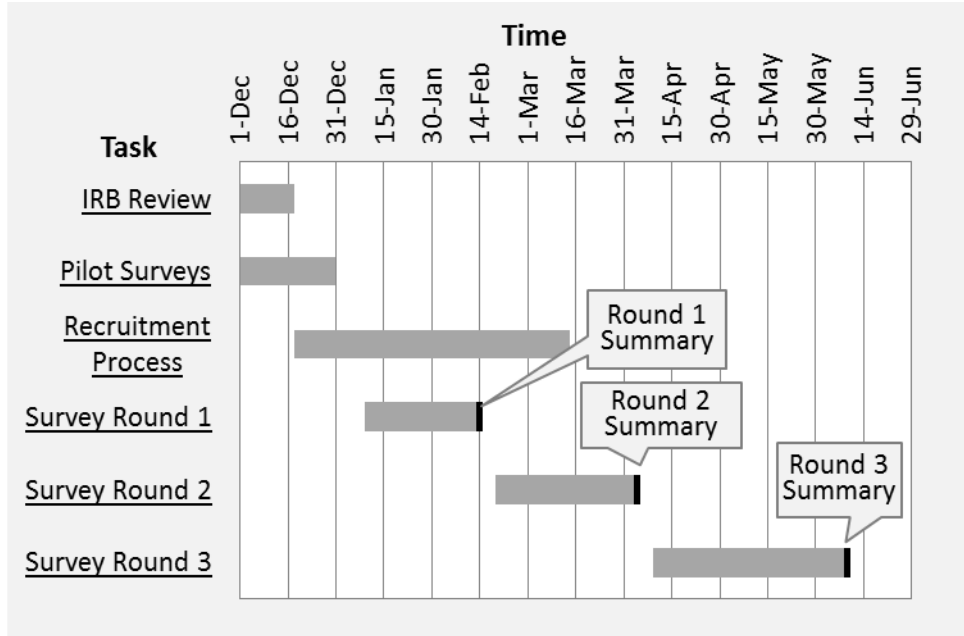 Time
1-Dec
16-Dec
31-Dec
15-Jan
30-Jan
14-Feb
1-Mar
16-Mar
31-Mar
15-Apr
30-Apr
15-May
30-May
14-Jun
29-Jun
Task
IRB Review
Pilot Surveys
Recruitment
Process
Survey Round 1
Survey Round 2
Survey Round 3
Round 1
Summary
Round 2
Summary
Round 3
Summary